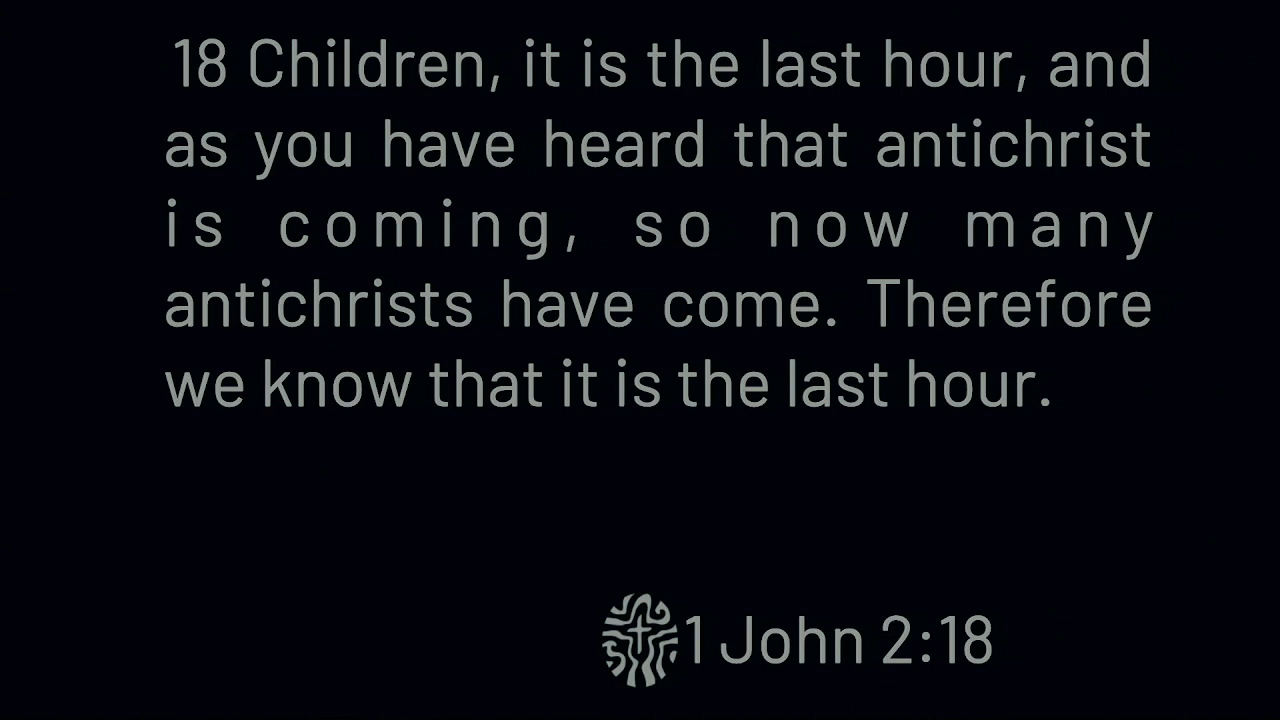 18 Children, it is the last hour, and
as you have heard that antichrist
is coming, so now many
antichrists have come. Therefore
we know that it is the last hour.
1 John 2:18